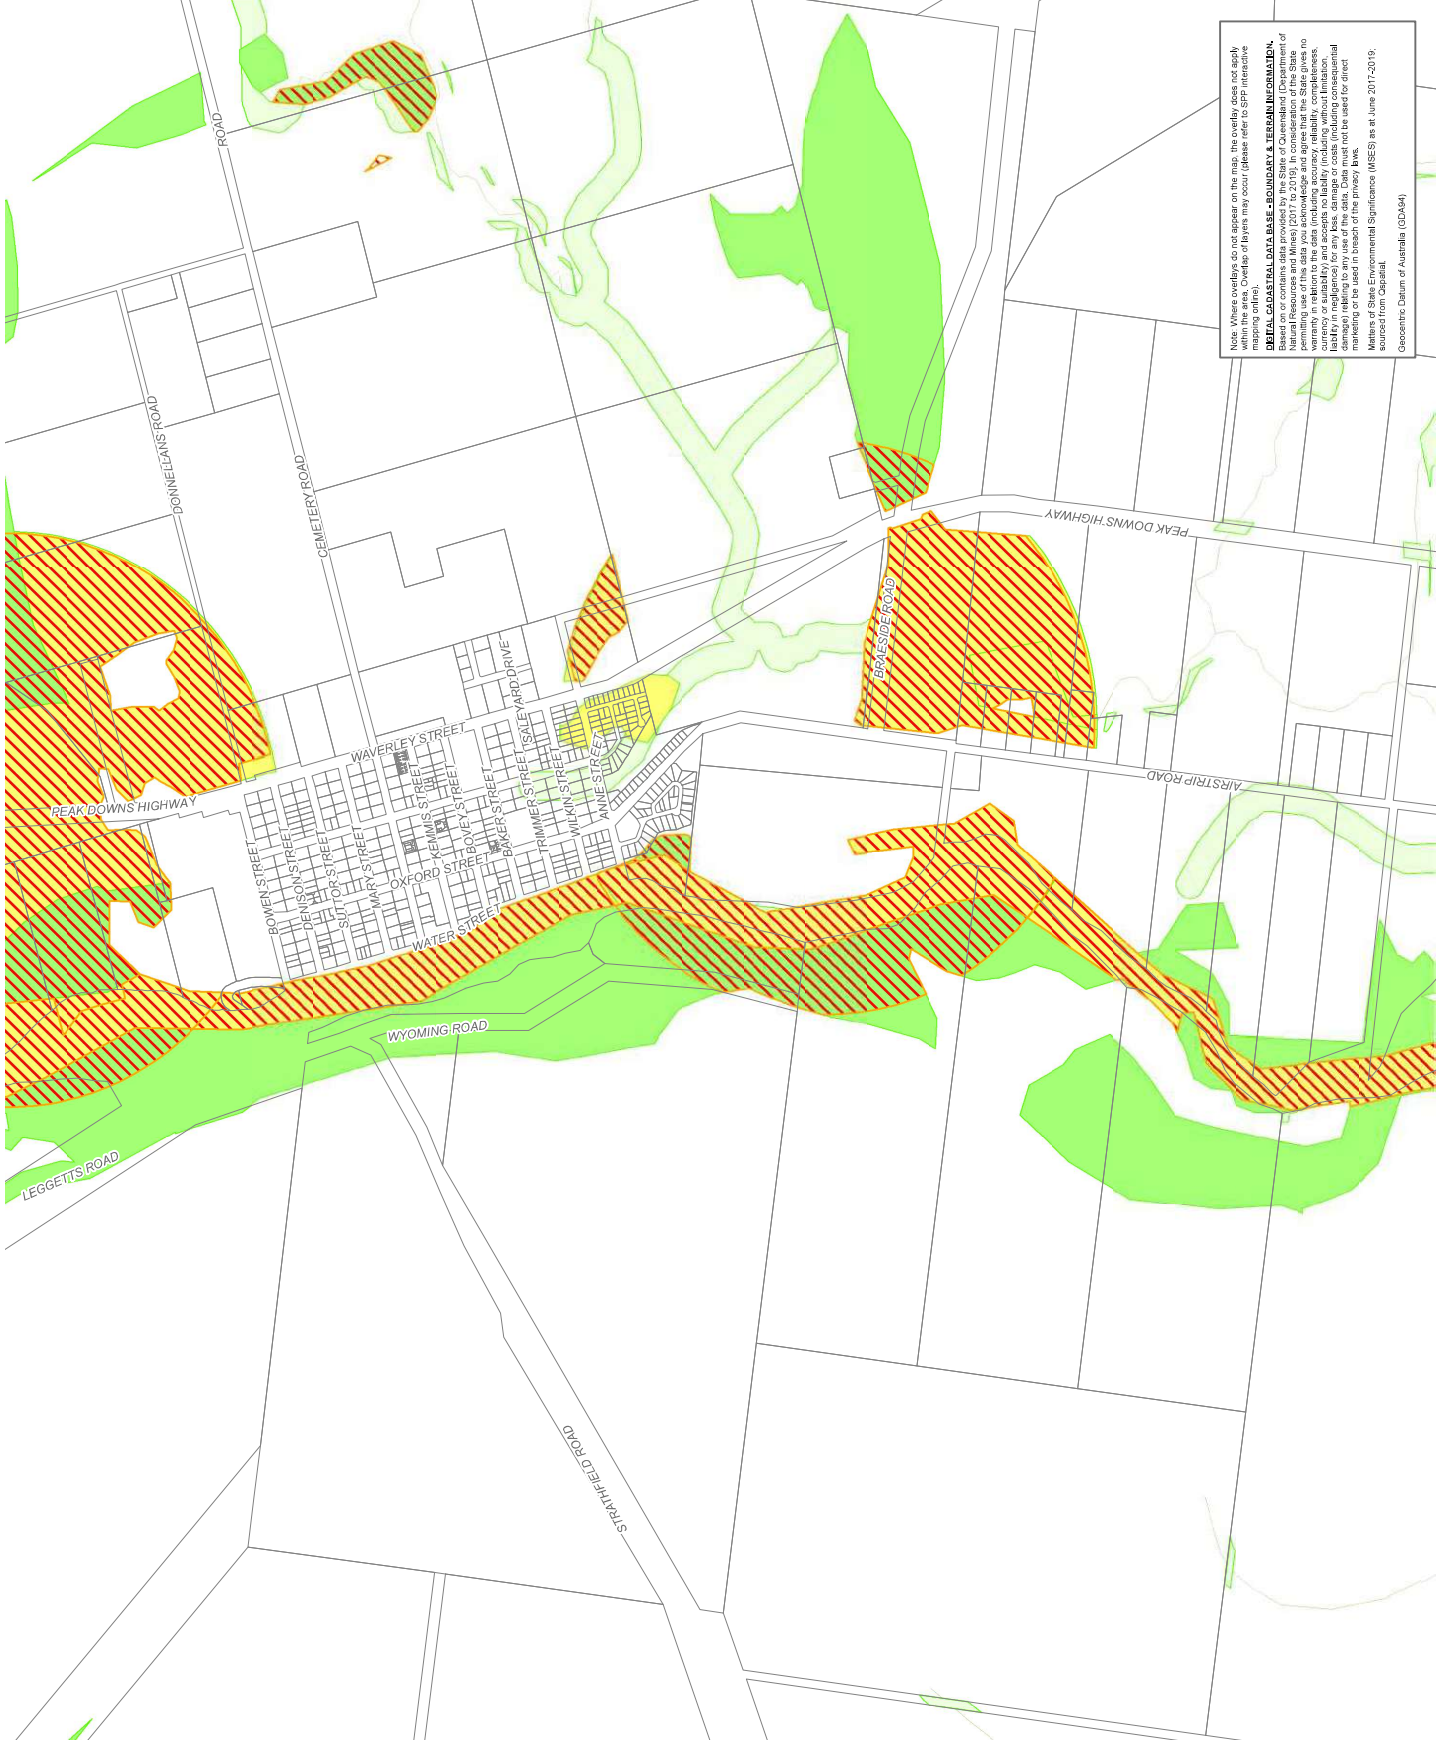 Note: Where overlays do not appear on the map, the overlay does not apply
within the area. Overlap of layers may occur (please refer to SPP interactive
mapping online).
DIGITAL CADASTRAL DATA BASE - BOUNDARY & TERRAIN INFORMATION.
Based on or contains data provided by the State of Queensland (Department of
Natural Resources and Mines) [2017 to 2019]. In consideration of the State
permitting use of this data you acknowledge and agree that the State gives no
warranty in relation to the data (including accuracy, reliability, completeness,
currency or suitability) and accepts no liability (including without limitation,
liability in negligence) for any loss, damage or costs (including consequential
damage) relating to any use of the data. Data must not be used for direct
marketing or be used in breach of the privacy laws.
Matters of State Environmental Significance (MSES) as at June 2017-2019,
sourced from Qspatial.
Geocentric Datum of Australia (GDA94)
ROAD
DONNELLANS ROAD
CEMETERY ROAD
PEAK DOWNS HIGHWAY
BRAESIDE ROAD
SALEYARD DRIVE
WAVERLEY STREET
AIRSTRIP ROAD
PEAK DOWNS HIGHWAY
BOWEN STREET
DENISON STREET
SUTTOR STREET
MARY STREET
KEMMIS STREET
BOVEY STREET
BAKER STREET
TRIMMER STREET
WILKIN STREET
ANNE STREET
OXFORD STREET
WATER STREET
WYOMING ROAD
LEGGETTS ROAD
STRATHFIELD ROAD